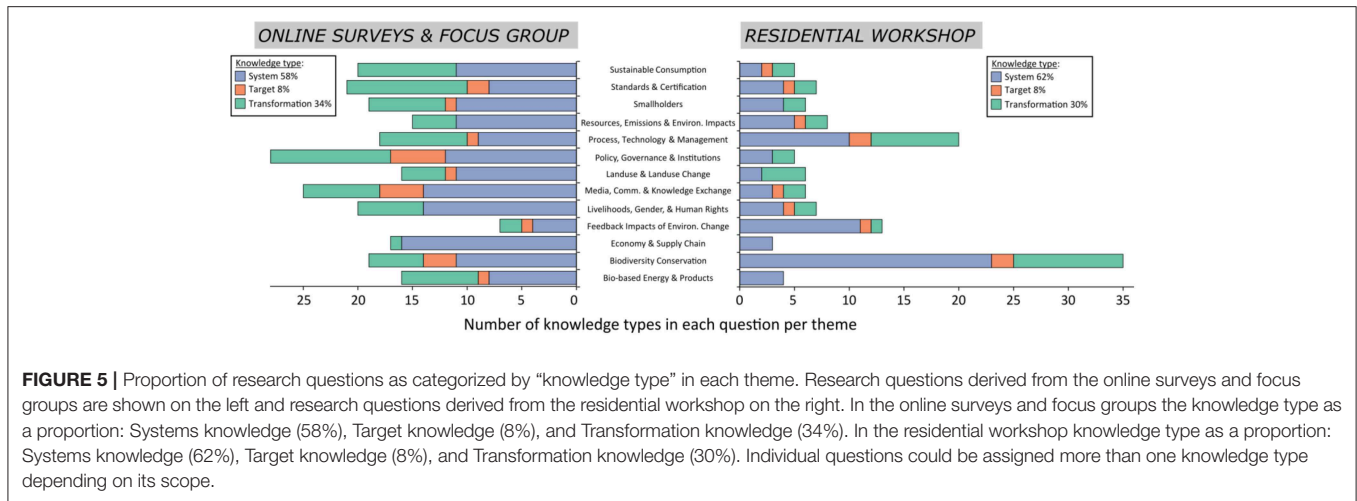 ONLINE SURVEYS & FOCUS GROUP
RESIDENTIAL WORKSHOP
Knowledge type:
System 58%
Target 8%
Transformation 34%
Knowledge type:
System 62%
Target 8%
Transformation 30%
Sustainable Consumption
Standards & Certification
Smallholders
Resources, Emissions & Environ. Impacts
Process, Technology & Management
Policy, Governance & Institutions
Landuse & Landuse Change
Media, Comm. & Knowledge Exchange
Livelihoods, Gender, & Human Rights
Feedback Impacts of Environ. Change
Economy & Supply Chain
Biodiversity Conservation
Bio-based Energy & Products
25 20 15 10 5 0
0 5 10 15 20 25 30 35
Number of knowledge types in each question per theme
FIGURE 5 | Proportion of research questions as categorized by “knowledge type” in each theme. Research questions derived from the online surveys and focus
groups are shown on the left and research questions derived from the residential workshop on the right. In the online surveys and focus groups the knowledge type as
a proportion: Systems knowledge (58%), Target knowledge (8%), and Transformation knowledge (34%). In the residential workshop knowledge type as a proportion:
Systems knowledge (62%), Target knowledge (8%), and Transformation knowledge (30%). Individual questions could be assigned more than one knowledge type
depending on its scope.